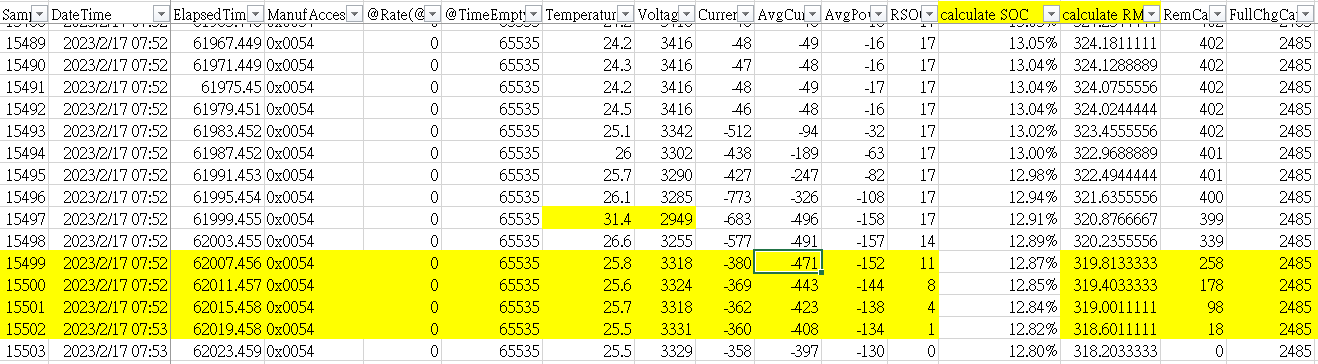 Samp DateTime ElapsedTim ManufAcces @Rate(@ @TimeEmpt Temperatur Voltag Curre AvgCu AvgPo RSO calculate SOC calculate RM RemCa FullChgCap
15489 2023/2/17 07:52 61967.449 0x0054 0 65535 24.2 3416 -48 -49 -16 17 13.05% 324.1811111 402 2485
15490 2023/2/17 07:52 61971.449 0x0054 0 65535 24.3 3416 -47 -48 -16 17 13.04% 324.1288889 402 2485
15491 2023/2/17 07:52 61975.45 0x0054 0 65535 24.2 3416 -48 -48 -17 17 13.04% 324.0755556 402 2485
15492 2023/2/17 07:52 61979.451 0x0054 0 65535 24.5 3416 -46 -48 -16 17 13.04% 324.0244444 402 2485
15493 2023/2/17 07:52 61983.452 0x0054 0 65535 25.1 3342 -512 -94 -32 17 13.02% 323.4555556 402 2485
15494 2023/2/17 07:52 61987.452 0x0054 0 65535 26 3302 -438 -189 -63 17 13.00% 322.9688889 401 2485
15495 2023/2/17 07:52 61991.453 0x0054 0 65535 25.7 3290 -427 -247 -82 17 12.98% 322.4944444 401 2485
15496 2023/2/17 07:52 61995.454 0x0054 0 65535 26.1 3285 -773 -326 -108 17 12.94% 321.6355556 400 2485
15497 2023/2/17 07:52 61999.455 0x0054 0 65535 31.4 2949 -683 -496 -158 17 12.91% 320.8766667 399 2485
15498 2023/2/17 07:52 62003.455 0x0054 0 65535 26.6 3255 -577 -491 -157 14 12.89% 320.2355556 339 2485
15499 2023/2/17 07:52 62007.456 0x0054 0 65535 25.8 3318 -380 -471 -152 11 12.87% 319.8133333 258 2485
15500 2023/2/17 07:52 62011.457 0x0054 0 65535 25.6 3324 -369 -443 -144 8 12.85% 319.4033333 178 2485
15501 2023/2/17 07:52 62015.458 0x0054 0 65535 25.7 3318 -362 -423 -138 4 12.84% 319.0011111 98 2485
15502 2023/2/17 07:53 62019.458 0x0054 0 65535 25.5 3331 -360 -408 -134 1 12.82% 318.6011111 18 2485
15503 2023/2/17 07:53 62023.459 0x0054 0 65535 25.5 3329 -358 -397 -130 0 12.80% 318.2033333 0 2485